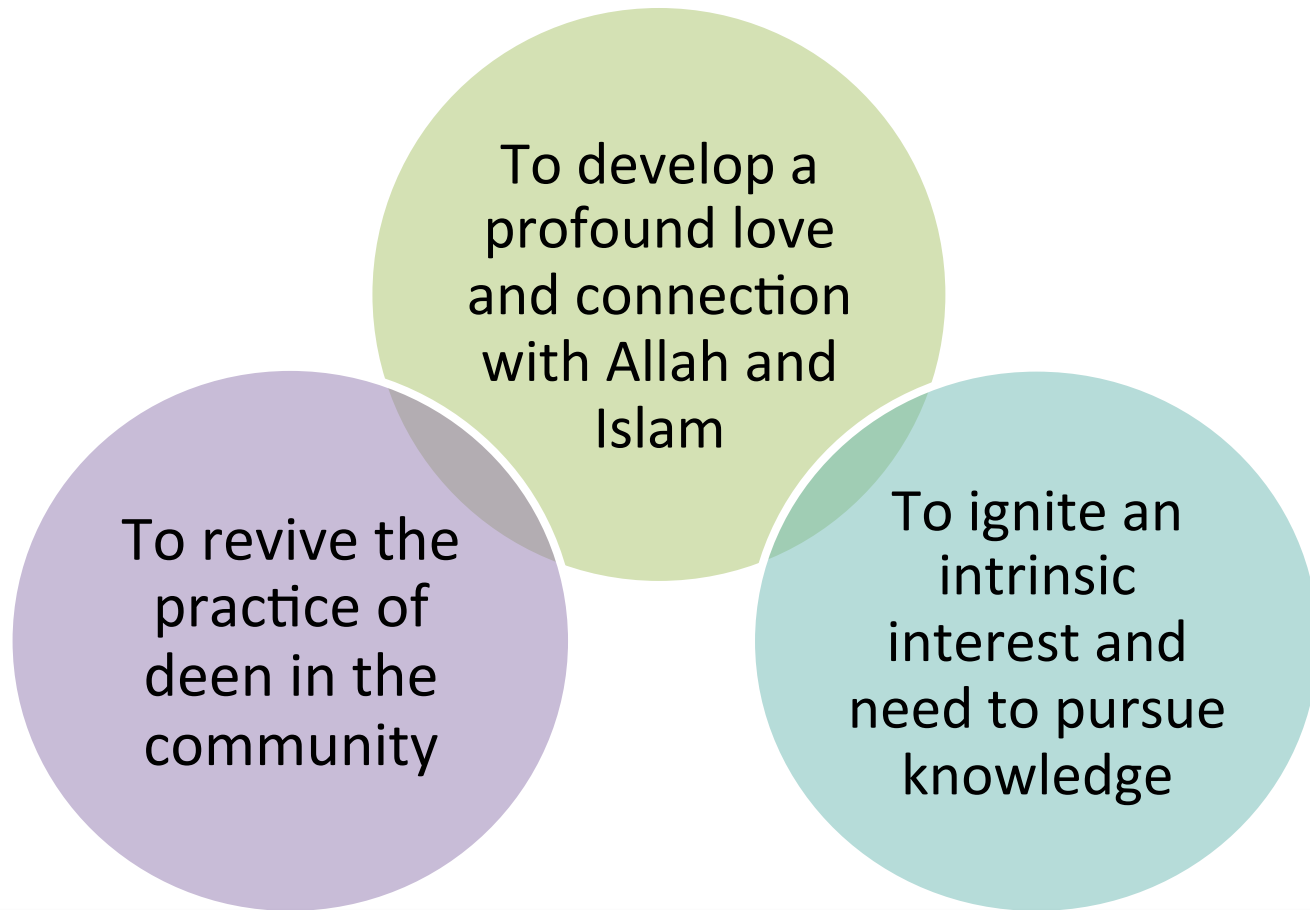 To develop a
profound love
and connection
with Allah and
Islam
To revive the
practice of
deen in the
community
To ignite an
intrinsic
interest and
need to pursue
knowledge